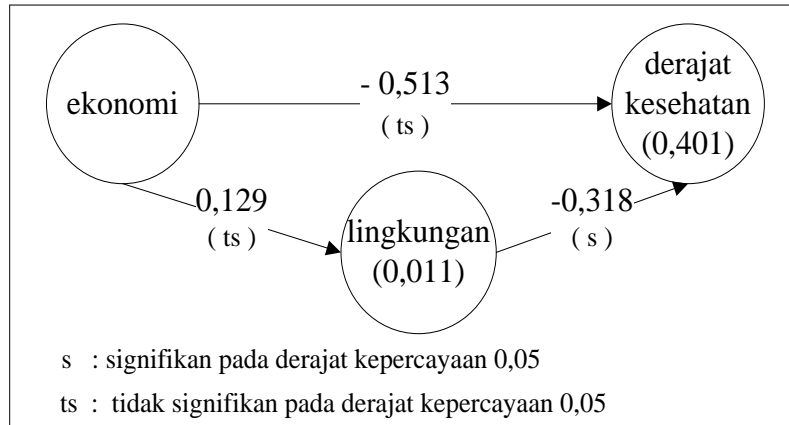 ekonomi
- 0,513
( ts )
derajat
kesehatan
(0,401)
0,129
( ts )
lingkungan
(0,011)
-0,318
( s )
s : signifikan pada derajat kepercayaan 0,05
ts : tidak signifikan pada derajat kepercayaan 0,05